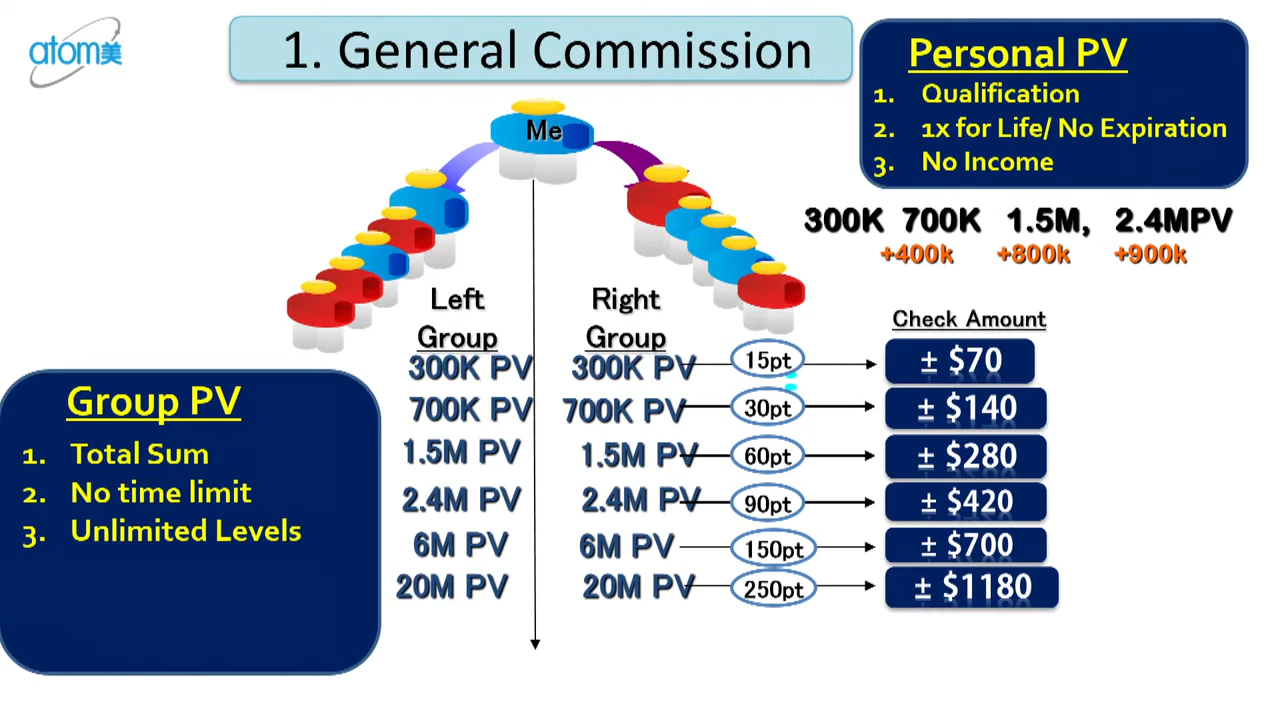 atom美
1. General Commission
Personal PV
1. Qualification
2. 1x for Life/ No Expiration
3. No Income
Me
300K 700K 1.5M, 2.4MPV
+400k +800k +900k
Left
Group
Right
Group
Check Amount
300K PV 300K PV 15pt ± $70
700K PV 700K PV 30pt ± $140
1.5M PV 1.5M PV 60pt ± $280
2.4M PV 2.4M PV 90pt ± $420
6M PV 6M PV 150pt ± $700
20M PV 20M PV 250pt ± $1180
Group PV
1. Total Sum
2. No time limit
3. Unlimited Levels